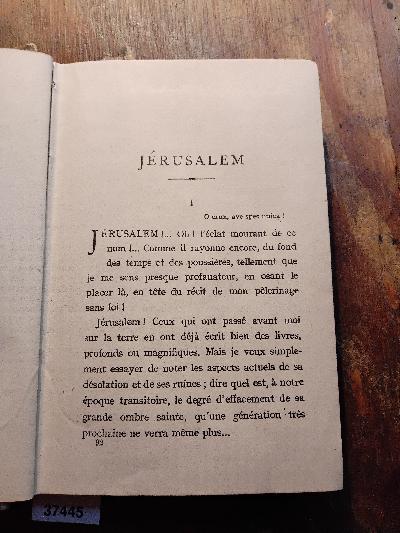 JÉRUSALEM
I
O crux, ave spes unica !
JÉRUSALEM !... Oh ! l'éclat mourant de ce
nom !... Comme il rayonne encore, du fond
des temps et des poussières, tellement que
je me sens presque profanateur, en osant le
placer là, en tête du récit de mon pèlerinage
sans foi !
Jérusalem ! Ceux qui ont passé avant moi
sur la terre en ont déjà écrit bien des livres,
profonds ou magnifiques. Mais je veux simple-
ment essayer de noter les aspects actuels de sa
désolation et de ses ruines ; dire quel est, à notre
époque transitoire, le degré d'effacement de sa
grande ombre sainte, qu'une génération très
prochaine ne verra même plus...
37445